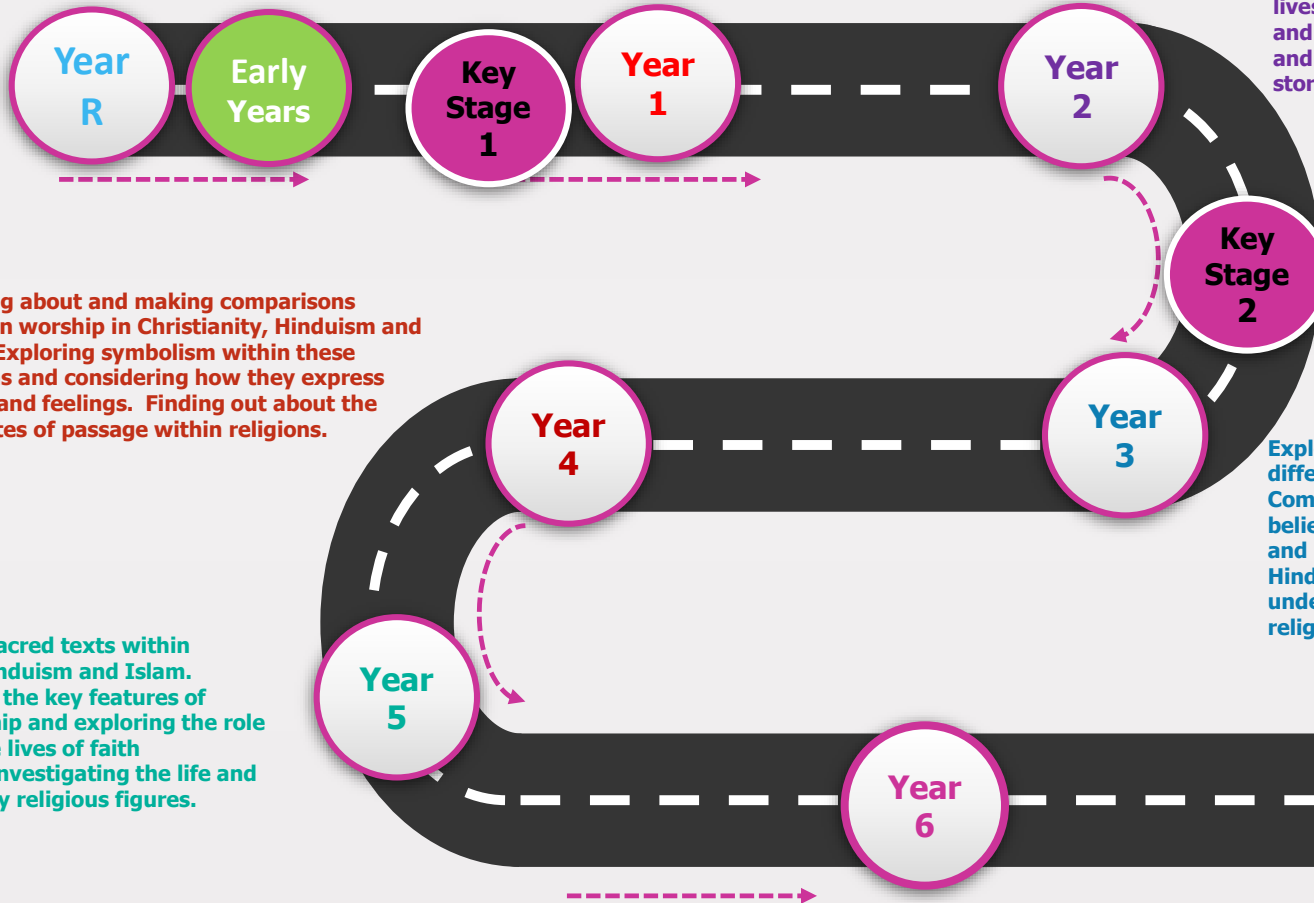 Year
R
Early
Years
Key
Stage
1
Year
1
Year
2
lives
and
and
stor
Key
Stage
2
g about and making comparisons
n worship in Christianity, Hinduism and
Exploring symbolism within these
s and considering how they express
and feelings. Finding out about the
tes of passage within religions.
Year
4
Year
3
Expl
diffe
Com
belie
and
Hind
unde
relig
acred texts within
nduism and Islam.
the key features of
ip and exploring the role
e lives of faith
nvestigating the life and
y religious figures.
Year
5
Year
6